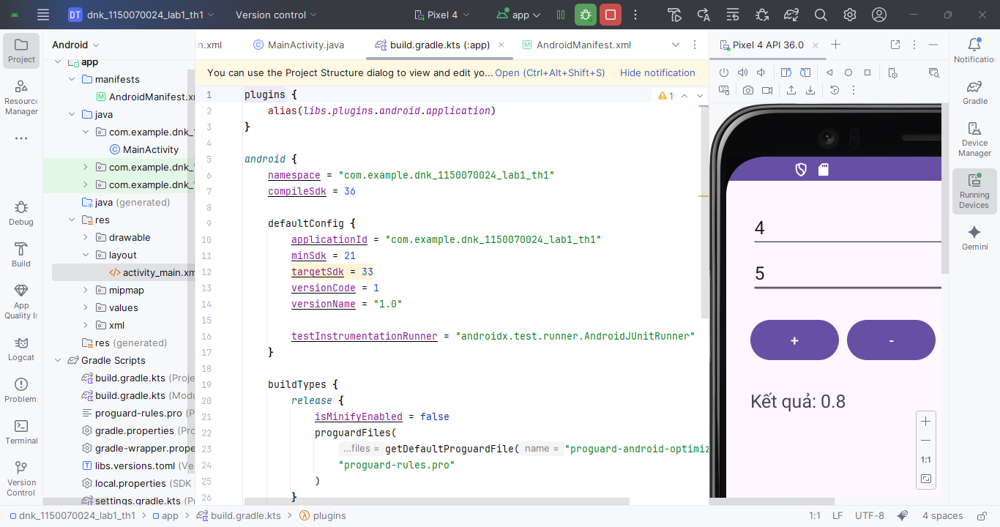 DT dnk_1150070024_lab1_th1 Version control Pixel 4 app
Project
Resource
Manager
Debug
Build
App
Quality In
Logcat
Problem
Terminal
Version
Control
Android
app
manifests
AndroidManifest.xm
java
com.example.dnk_1
MainActivity
com.example.dnk_1
com.example.dnk_1
java (generated)
res
drawable
layout
activity_main.xm
mipmap
values
xml
res (generated)
Gradle Scripts
build.gradle.kts (Proje
build.gradle.kts (Modu
proguard-rules.pro (P
gradle.properties (Pro
gradle-wrapper.prope
libs.versions.toml (Ve
local.properties (SDK
settings.gradle.kts (Pr
n.xml MainActivity.java build.gradle.kts (:app) AndroidManifest.xml
You can use the Project Structure dialog to view and edit yo... Open (Ctrl+Alt+Shift+S) Hide notification
1
1 plugins {
2 alias(libs.plugins.android.application)
3 }
4
5 android {
6 namespace = "com.example.dnk_1150070024_lab1_th1"
7 compileSdk = 36
8
9 defaultConfig {
10 applicationId = "com.example.dnk_1150070024_lab1_th1"
11 minSdk = 21
12 targetSdk = 33
13 versionCode = 1
14 versionName = "1.0"
15
16 testInstrumentationRunner = "androidx.test.runner.AndroidJUnitRunner"
17 }
18
19 buildTypes {
20 release {
21 isMinifyEnabled = false
22 proguardFiles(
23 ...files = getDefaultProguardFile( name = "proguard-android-optimiz
24 "proguard-rules.pro"
25 )
26 }
Pixel 4 API 36.0
4
5
+ -
Kết quả: 0.8
1:1
Notificatio
Gradle
Device
Manager
Running
Devices
Gemini
dnk_1150070024_lab1_th1 > app > build.gradle.kts > plugins 1:1 LF UTF-8 4 spaces